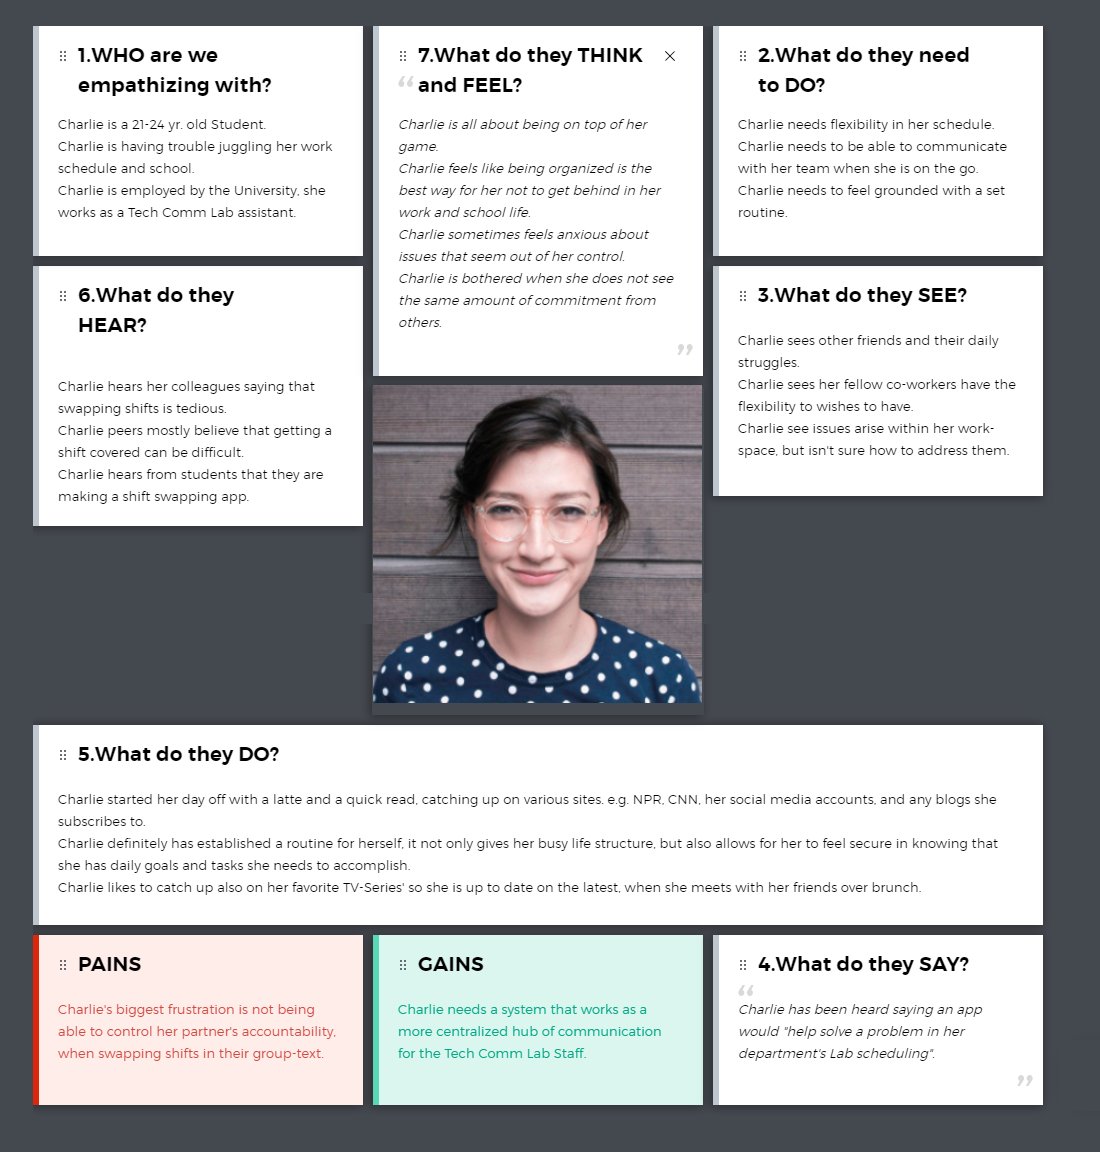 1.WHO are we
empathizing with?
Charlie is a 21-24 yr. old Student.
Charlie is having trouble juggling her work
schedule and school.
Charlie is employed by the University, she
works as a Tech Comm Lab assistant.
7.What do they THINK
“ and FEEL?
Charlie is all about being on top of her
game.
Charlie feels like being organized is the
best way for her not to get behind in her
work and school life.
Charlie sometimes feels anxious about
issues that seem out of her control.
Charlie is bothered when she does not see
the same amount of commitment from
others.
”
2.What do they need
to DO?
Charlie needs flexibility in her schedule.
Charlie needs to be able to communicate
with her team when she is on the go.
Charlie needs to feel grounded with a set
routine.
6.What do they
HEAR?
Charlie hears her colleagues saying that
swapping shifts is tedious.
Charlie peers mostly believe that getting a
shift covered can be difficult.
Charlie hears from students that they are
making a shift swapping app.
3.What do they SEE?
Charlie sees other friends and their daily
struggles.
Charlie sees her fellow co-workers have the
flexibility to wishes to have.
Charlie see issues arise within her work-
space, but isn't sure how to address them.
5.What do they DO?
Charlie started her day off with a latte and a quick read, catching up on various sites. e.g. NPR, CNN, her social media accounts, and any blogs she
subscribes to.
Charlie definitely has established a routine for herself, it not only gives her busy life structure, but also allows for her to feel secure in knowing that
she has daily goals and tasks she needs to accomplish.
Charlie likes to catch up also on her favorite TV-Series' so she is up to date on the latest, when she meets with her friends over brunch.
PAINS
Charlie's biggest frustration is not being
able to control her partner's accountability,
when swapping shifts in their group-text.
GAINS
Charlie needs a system that works as a
more centralized hub of communication
for the Tech Comm Lab Staff.
4.What do they SAY?
“
Charlie has been heard saying an app
would "help solve a problem in her
department's Lab scheduling".
”